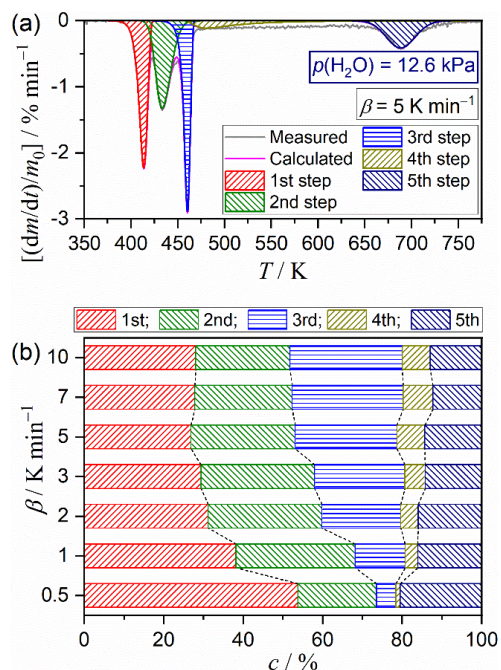 (a)
0
-1
-2
-3
[(dm/dt)/m₀] / % min⁻¹
p(H₂O) = 12.6 kPa
β = 5 K min⁻¹
Measured
Calculated
1st step
2nd step
3rd step
4th step
5th step
350 400 450 500 550 600 650 700 750
T / K
1st; 2nd; 3rd; 4th; 5th
(b)
10
7
5
3
2
1
0.5
β / K min⁻¹
0 20 40 60 80 100
c / %